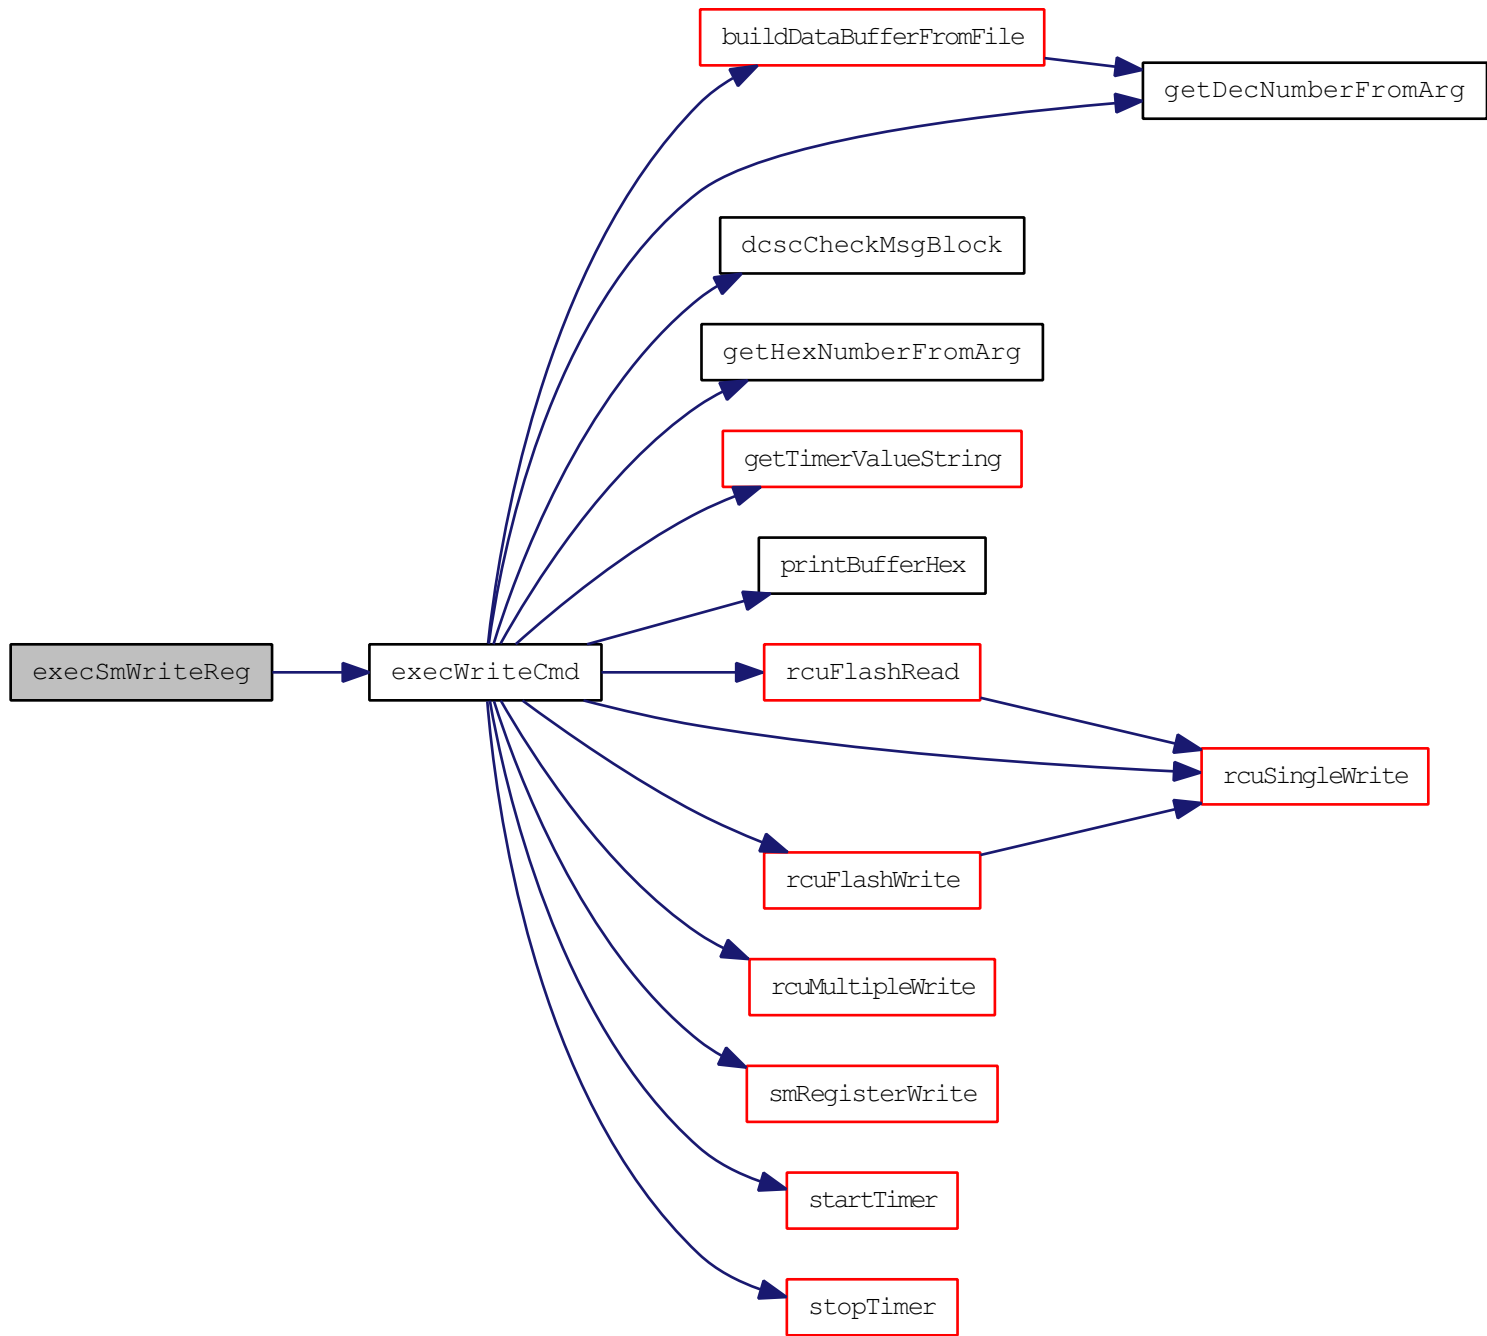 buildDataBufferFromFile
getDecNumberFromArg
dcscCheckMsgBlock
getHexNumberFromArg
getTimerValueString
printBufferHex
execSmWriteReg
execWriteCmd
rcuFlashRead
rcuSingleWrite
rcuFlashWrite
rcuMultipleWrite
smRegisterWrite
startTimer
stopTimer